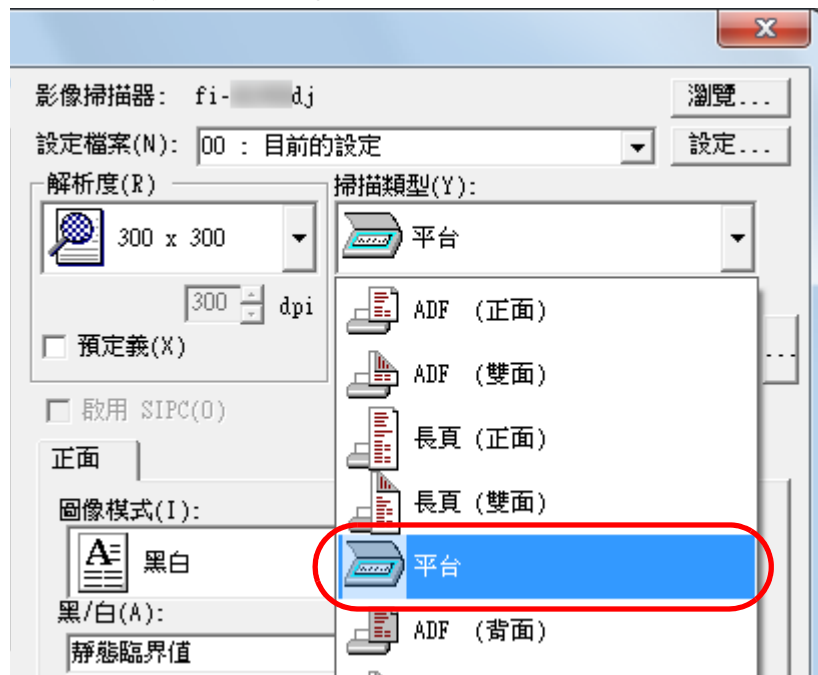 影像掃描器: fi- dj
瀏覽...
設定檔案(N): 00 : 目前的設定
設定...
解析度(R)
掃描類型(Y):
300 x 300
平台
300 dpi
預定義(X)
ADF (正面)
...
ADF (雙面)
啟用 SIPC(O)
長頁 (正面)
正面
長頁 (雙面)
圖像模式(I):
黑白
平台
黑/白(A):
ADF (背面)
靜態臨界值